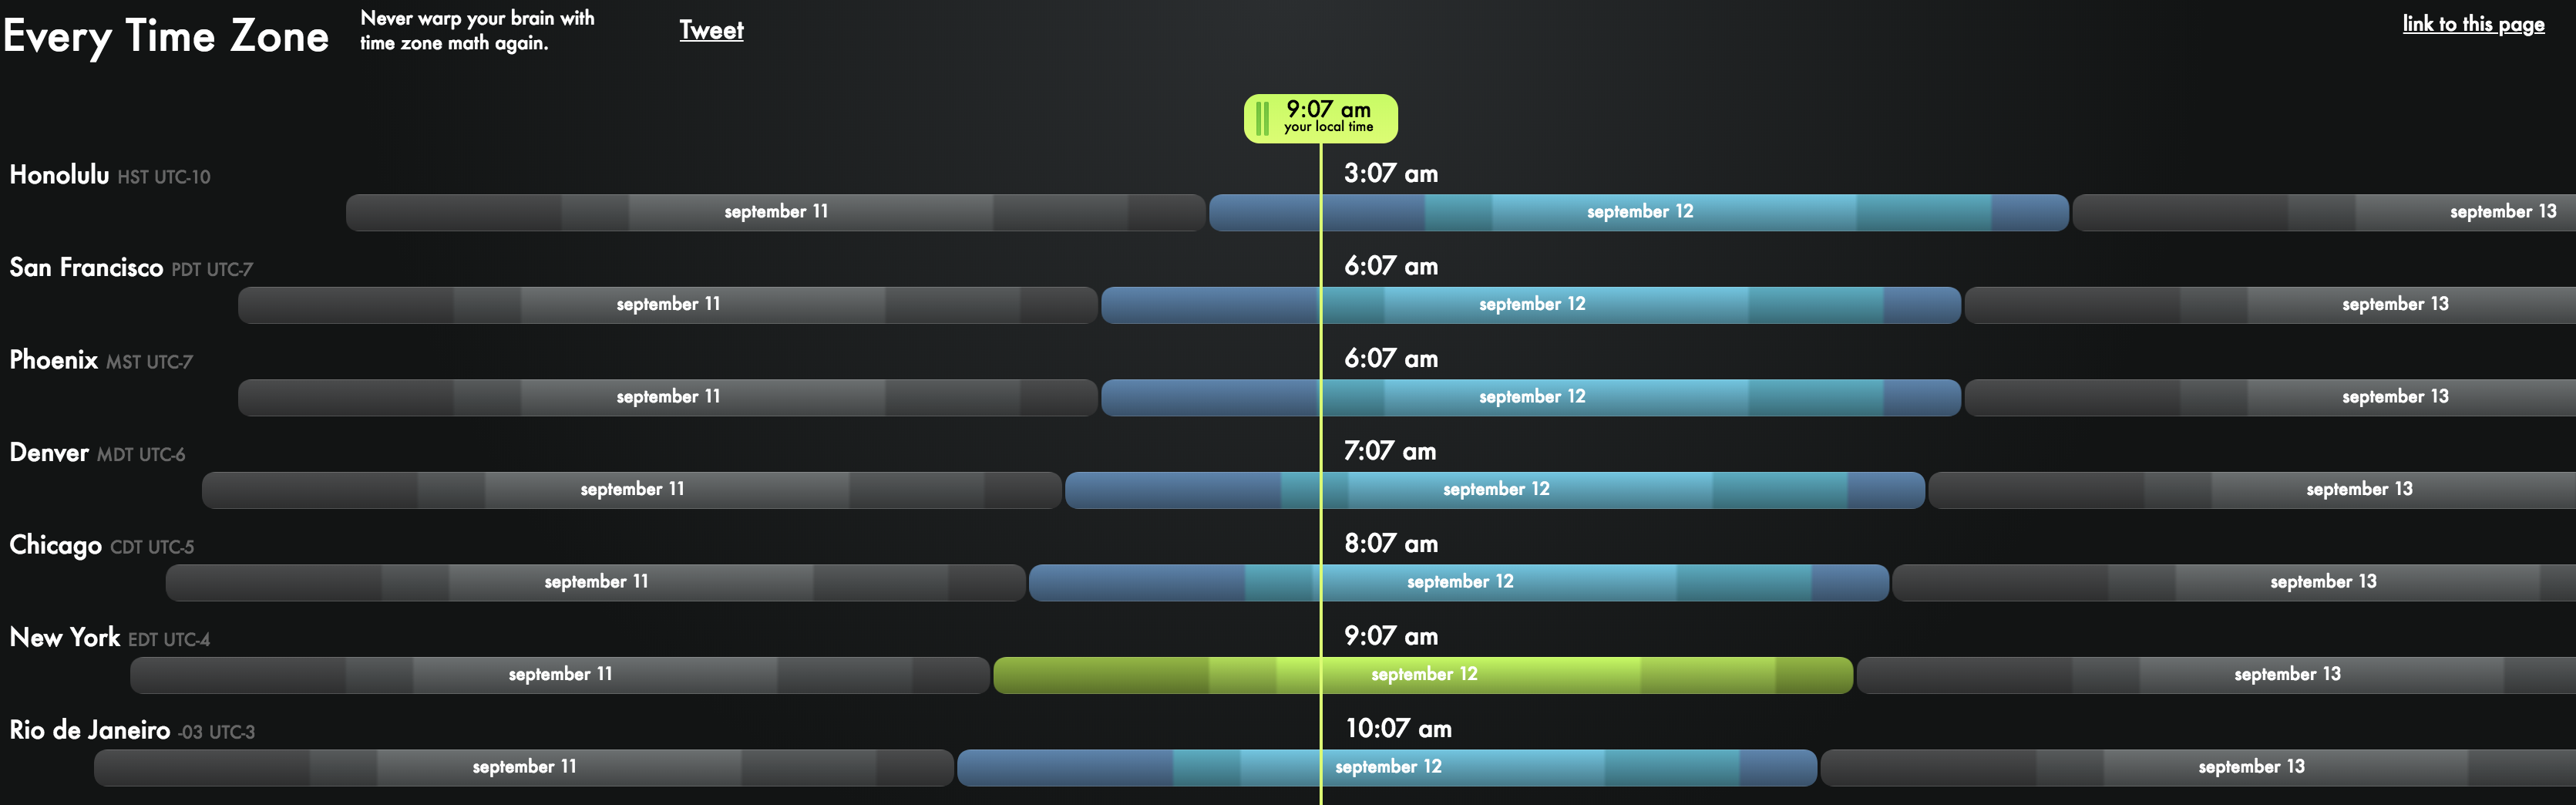 Every Time Zone
Never warp your brain with
time zone math again.
Tweet
link to this page
9:07 am
your local time
Honolulu HST UTC-10
3:07 am
september 11
september 12
september 13
San Francisco PDT UTC-7
6:07 am
september 11
september 12
september 13
Phoenix MST UTC-7
6:07 am
september 11
september 12
september 13
Denver MDT UTC-6
7:07 am
september 11
september 12
september 13
Chicago CDT UTC-5
8:07 am
september 11
september 12
september 13
New York EDT UTC-4
9:07 am
september 11
september 12
september 13
Rio de Janeiro -03 UTC-3
10:07 am
september 11
september 12
september 13